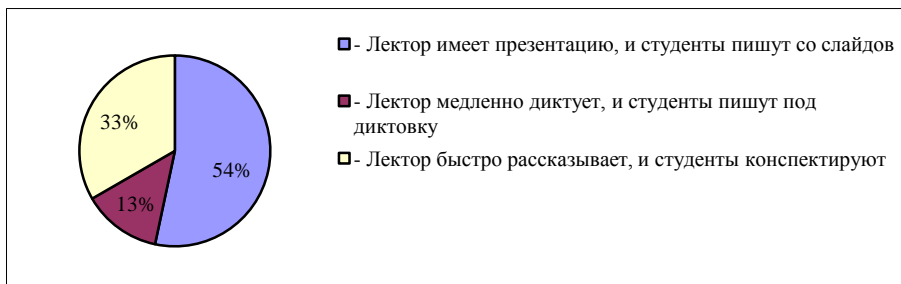 - Лектор имеет презентацию, и студенты пишут со слайдов
- Лектор медленно диктует, и студенты пишут под
диктовку
- Лектор быстро рассказывает, и студенты конспектируют
33%
54%
13%